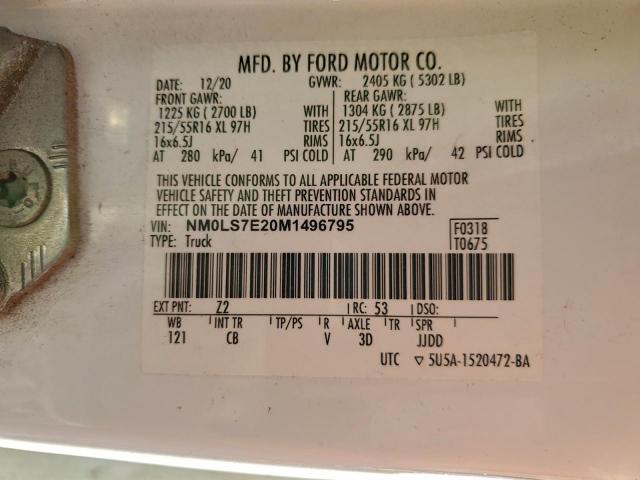 MFD. BY FORD MOTOR CO.
DATE: 12/20 GVWR: 2405 KG ( 5302 LB)
FRONT GAWR: REAR GAWR:
1225 KG ( 2700 LB) WITH 1304 KG ( 2875 LB) WITH
215/55R16 XL 97H TIRES 215/55R16 XL 97H TIRES
16x6.5J RIMS 16x6.5J RIMS
AT 280 kPa/ 41 PSI COLD AT 290 kPa/ 42 PSI COLD
THIS VEHICLE CONFORMS TO ALL APPLICABLE FEDERAL MOTOR
VEHICLE SAFETY AND THEFT PREVENTION STANDARDS IN
EFFECT ON THE DATE OF MANUFACTURE SHOWN ABOVE.
VIN: NM0LS7E20M1496795 F0318
TYPE: Truck T0675
EXT PNT: Z2 RC: 53 DSO:
WB INT TR TP/PS R AXLE TR SPR
121 CB V 3D JJDD
UTC ▽ 5U5A-1520472-BA